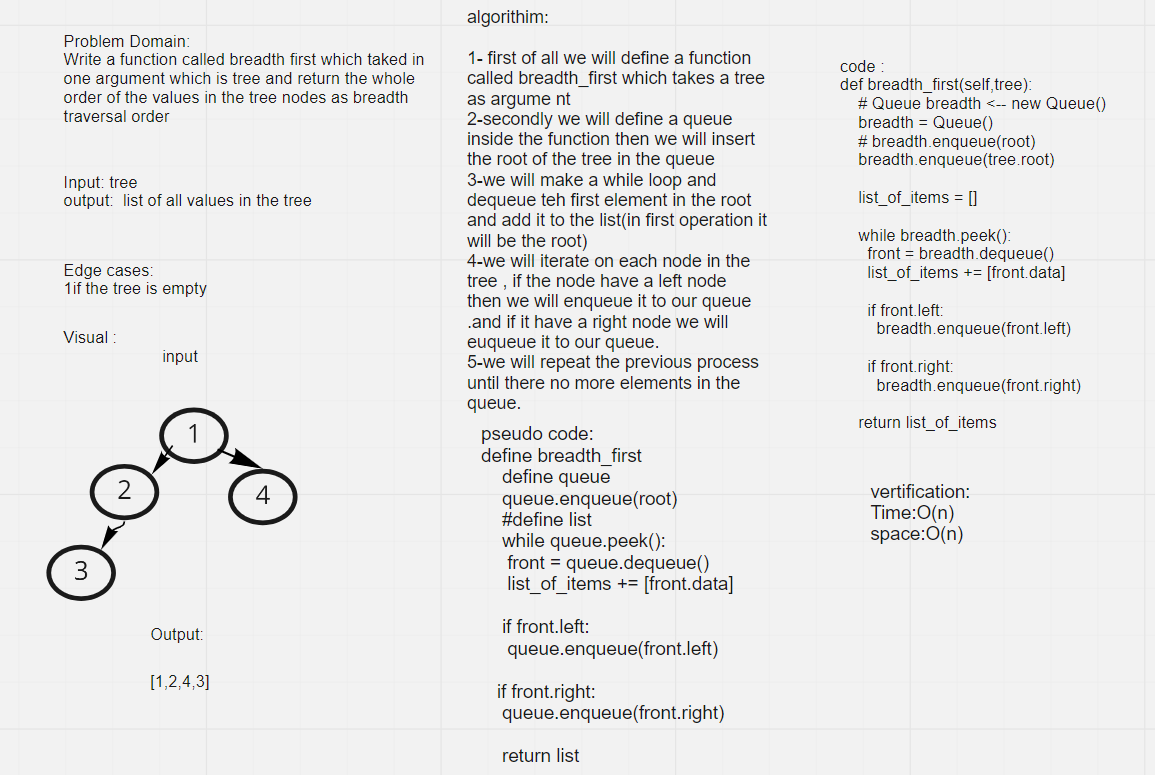 Problem Domain:
Write a function called breadth first which taked in
one argument which is tree and return the whole
order of the values in the tree nodes as breadth
traversal order
Input: tree
output:  list of all values in the tree
Edge cases:
1if the tree is empty
Visual :
input
1
2
4
3
Output:
[1,2,4,3]
algorithim:
1- first of all we will define a function
called breadth_first which takes a tree
as argume nt
2-secondly we will define a queue
inside the function then we will insert
the root of the tree in the queue
3-we will make a while loop and
dequeue teh first element in the root
and add it to the list(in first operation it
will be the root)
4-we will iterate on each node in the
tree , if the node have a left node
then we will enqueue it to our queue
.and if it have a right node we will
euqueue it to our queue.
5-we will repeat the previous process
until there no more elements in the
queue.
pseudo code:
define breadth_first
define queue
queue.enqueue(root)
#define list
while queue.peek():
front = queue.dequeue()
list_of_items += [front.data]
if front.left:
queue.enqueue(front.left)
if front.right:
queue.enqueue(front.right)
return list
code :
def breadth_first(self,tree):
# Queue breadth <-- new Queue()
breadth = Queue()
# breadth.enqueue(root)
breadth.enqueue(tree.root)
list_of_items = []
while breadth.peek():
front = breadth.dequeue()
list_of_items += [front.data]
if front.left:
breadth.enqueue(front.left)
if front.right:
breadth.enqueue(front.right)
return list_of_items
vertification:
Time:O(n)
space:O(n)